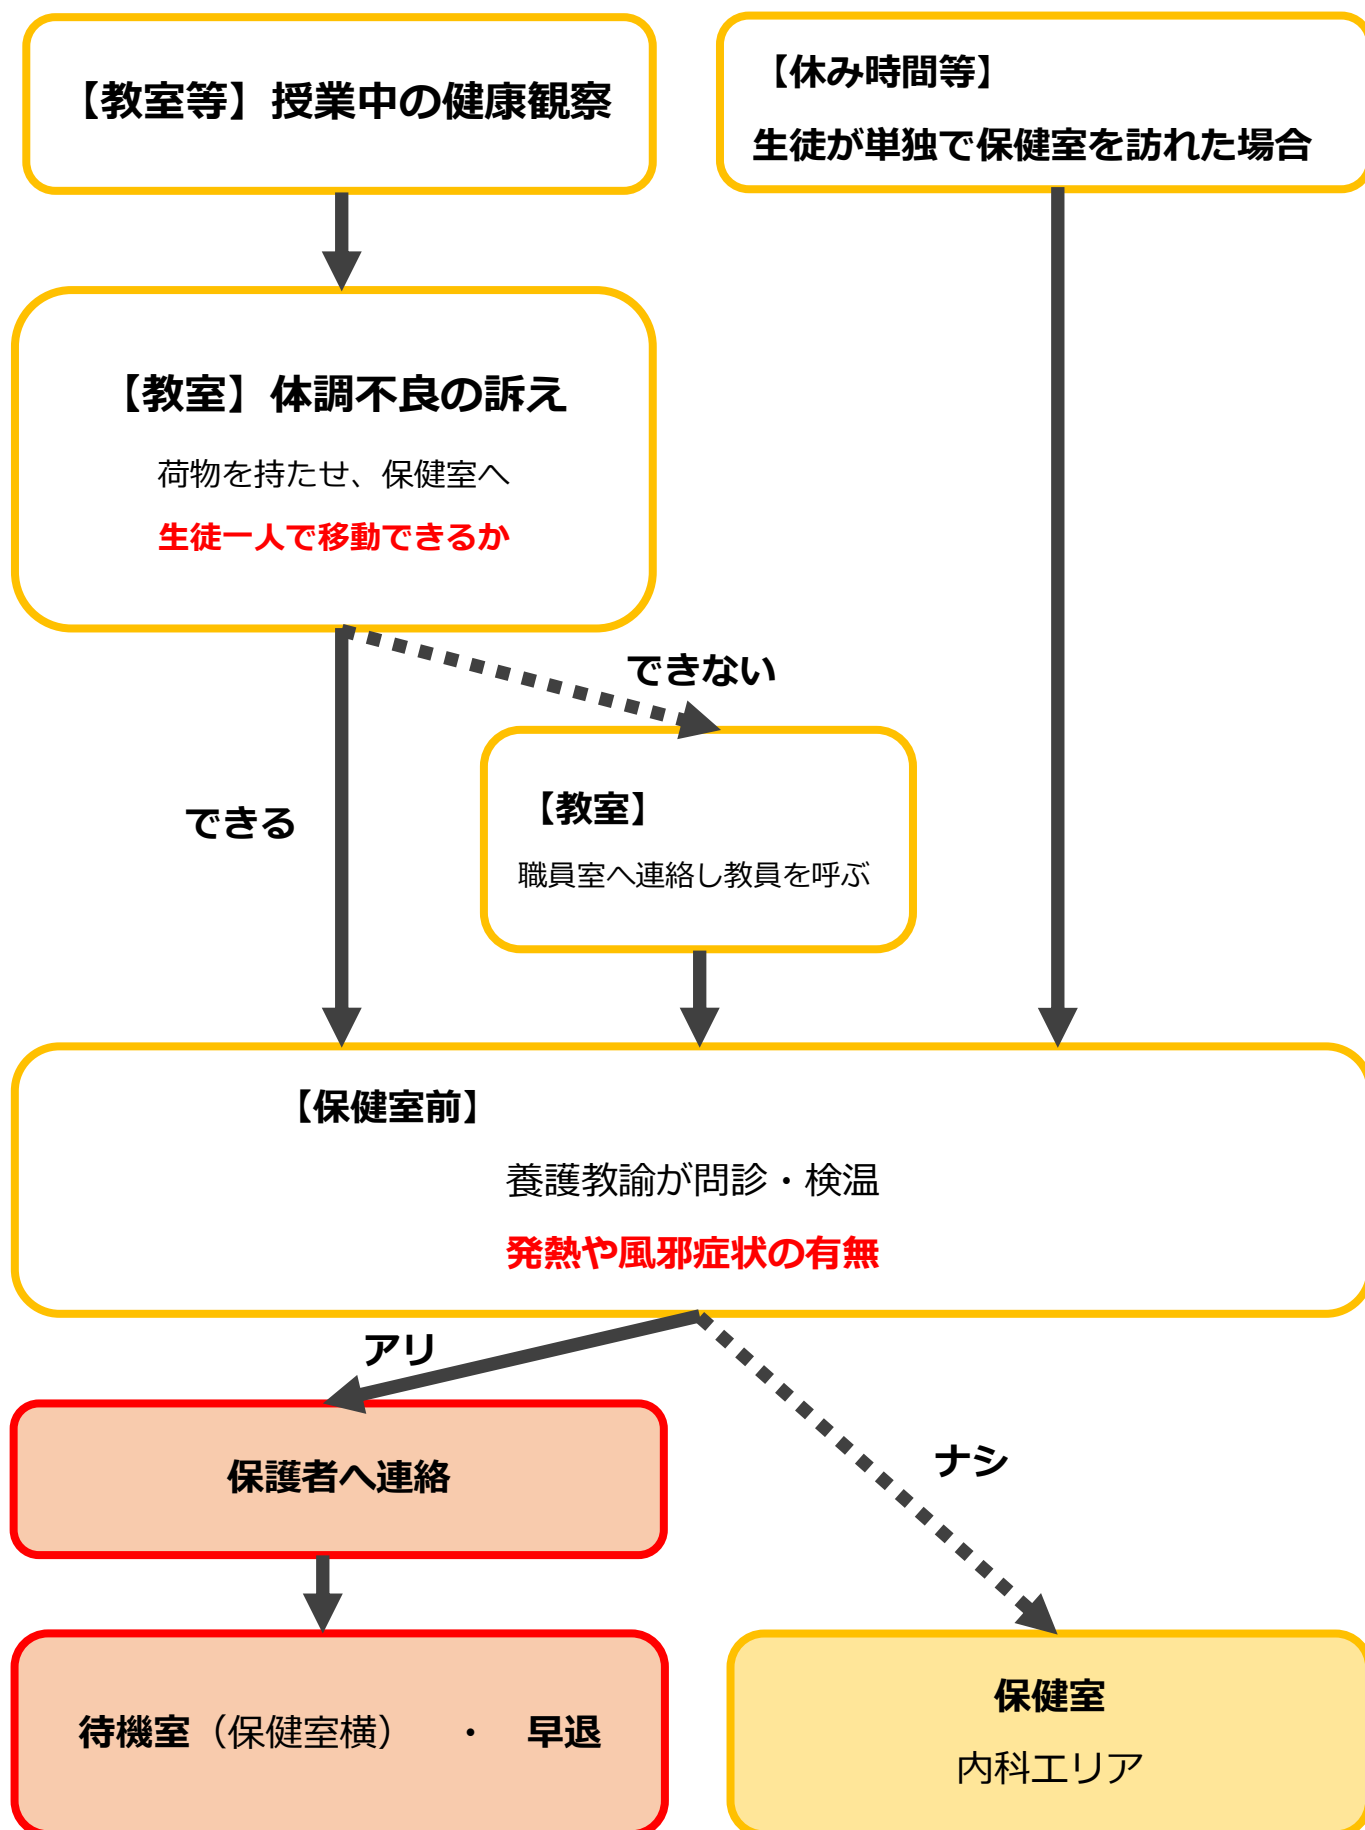 【教室等】授業中の健康観察
【休み時間等】
生徒が単独で保健室を訪れた場合
【教室】体調不良の訴え
荷物を持たせ、保健室へ
生徒一人で移動できるか
できない
できる
【教室】
職員室へ連絡し教員を呼ぶ
【保健室前】
養護教諭が問診・検温
発熱や風邪症状の有無
アリ
ナシ
保護者へ連絡
待機室（保健室横）　・　早退
保健室
内科エリア